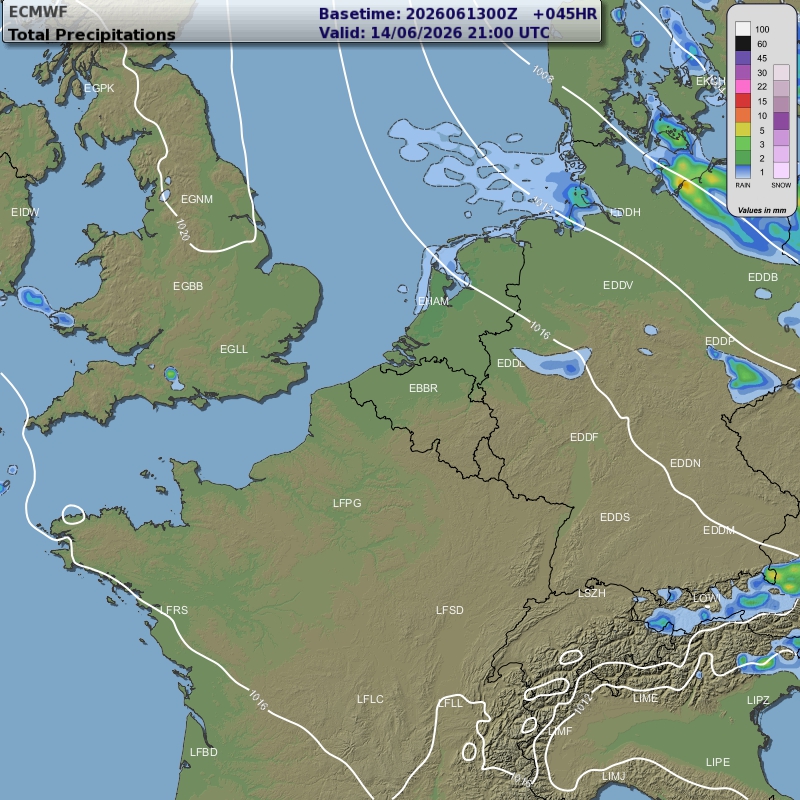 ECMWF
Basetime: 2026061300Z +045HR
Total Precipitations
Valid: 14/06/2026 21:00 UTC
100
60
45
30
22
15
10
5
3
2
1
RAIN
SNOW
Values in mm
1008
EGPK
EKCH
EGNM
EIDW
1012
EDDH
1020
EGBB
EDDV
EDDB
EHAM
1016
EGLL
EDDP
EDDL
EBBR
EDDF
EDDN
LFPG
EDDS
EDDM
LSZH
LOWI
LFRS
LFSD
1016
LFLC
LFLL
1012
LIME
LIPZ
LIMF
LFBD
LIPE
LIMJ
1016